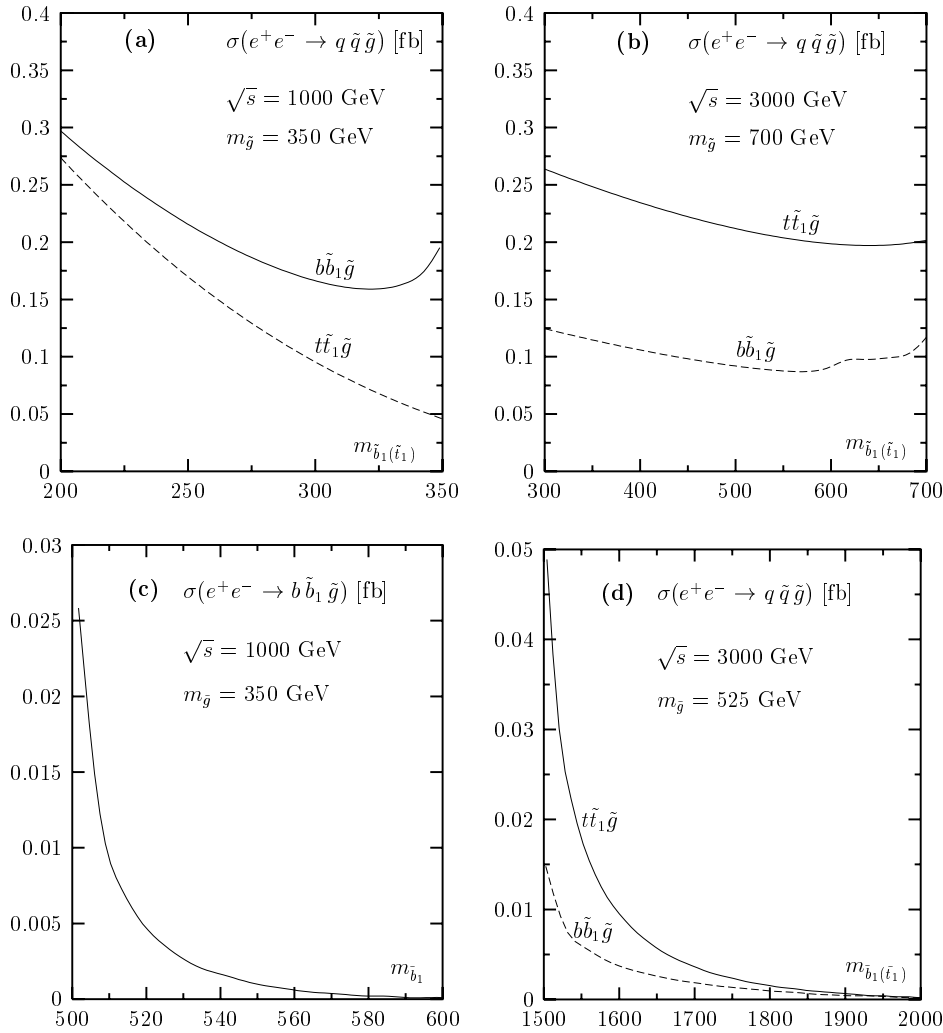 (a) σ(e⁺e⁻ → q q̃ g̃) [fb]
√s = 1000 GeV
m_g̃ = 350 GeV
bb̃₁g̃
tt̃₁g̃
m_b̃₁(t̃₁)
0.4
0.35
0.3
0.25
0.2
0.15
0.1
0.05
0
200 250 300 350
(b) σ(e⁺e⁻ → q q̃ g̃) [fb]
√s = 3000 GeV
m_g̃ = 700 GeV
tt̃₁g̃
bb̃₁g̃
m_b̃₁(t̃₁)
0.4
0.35
0.3
0.25
0.2
0.15
0.1
0.05
0
300 400 500 600 700
(c) σ(e⁺e⁻ → b b̃₁ g̃) [fb]
√s = 1000 GeV
m_g̃ = 350 GeV
m_b̃₁
0.03
0.025
0.02
0.015
0.01
0.005
0
500 520 540 560 580 600
(d) σ(e⁺e⁻ → q q̃ g̃) [fb]
√s = 3000 GeV
m_g̃ = 525 GeV
tt̃₁g̃
bb̃₁g̃
m_b̃₁(t̃₁)
0.05
0.04
0.03
0.02
0.01
0
1500 1600 1700 1800 1900 2000